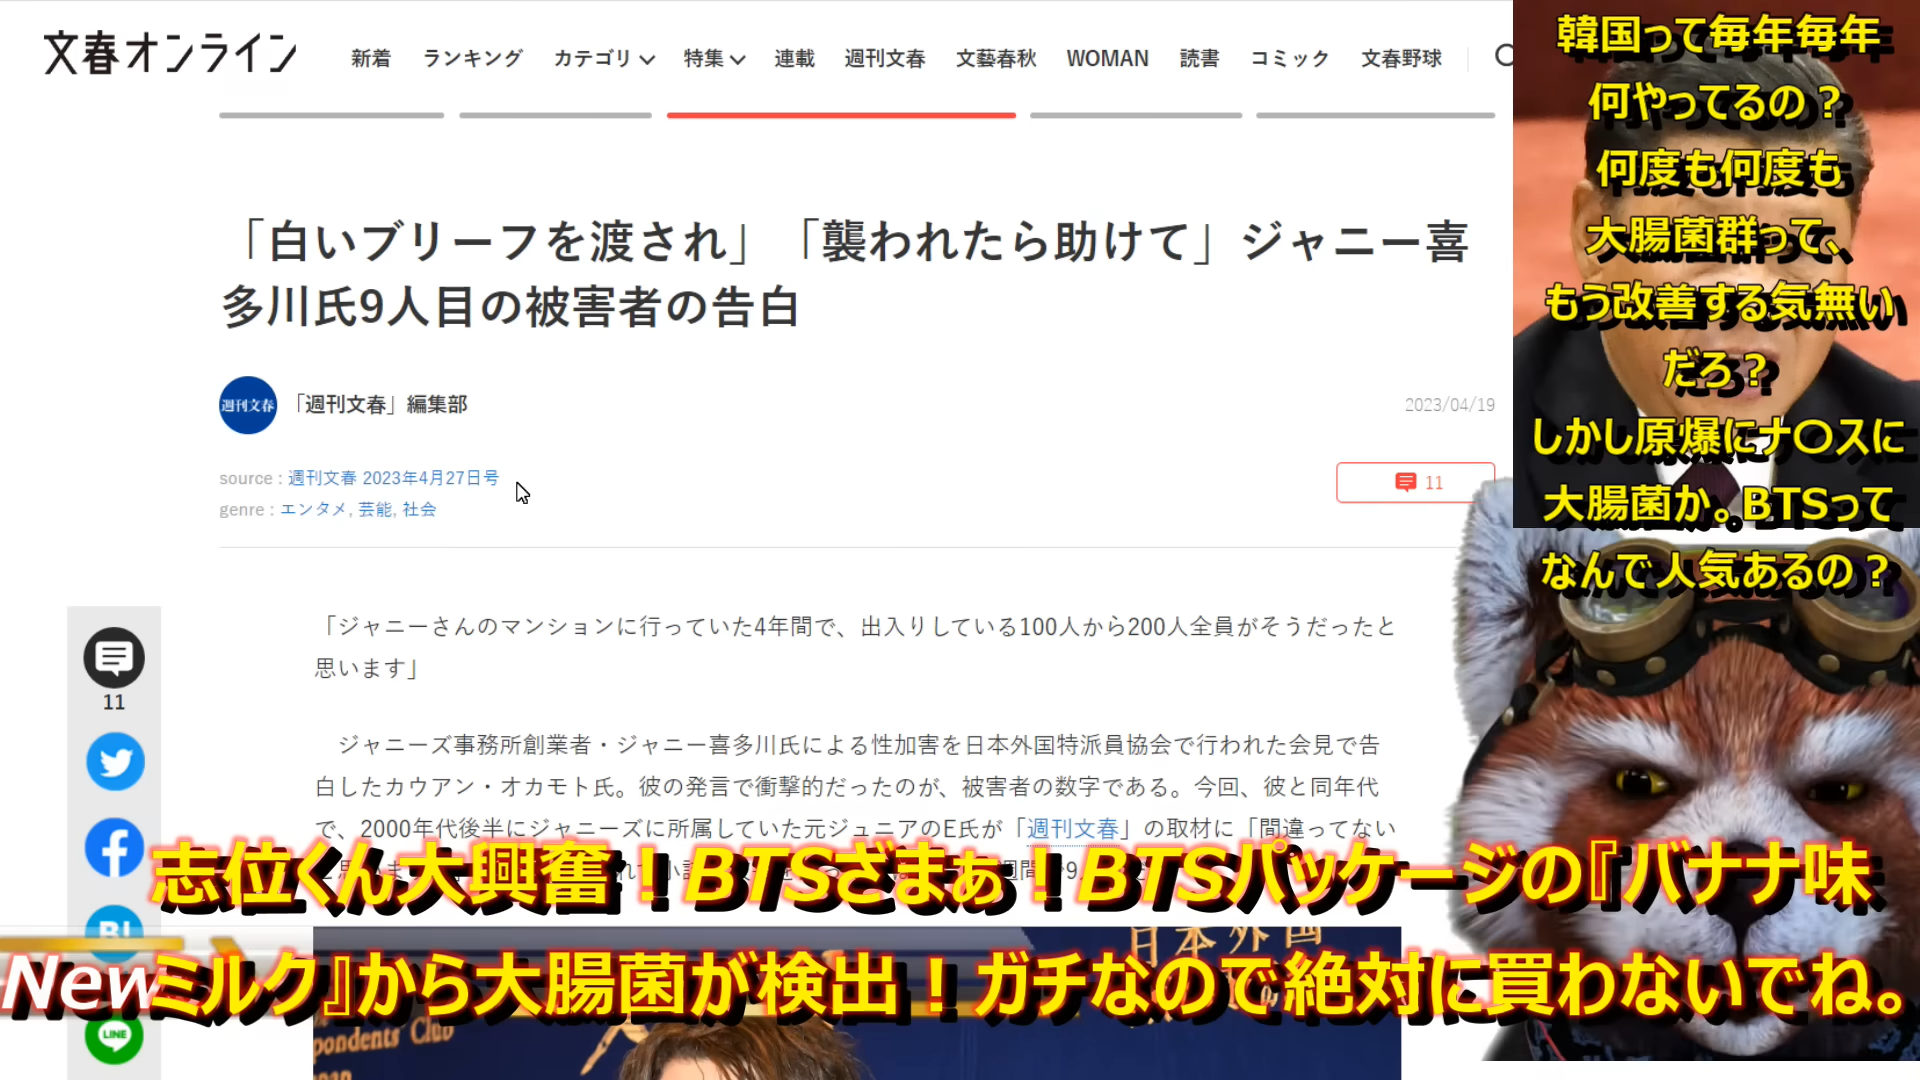 文春オンライン
新着 ランキング カテゴリ 特集 連載 週刊文春 文藝春秋 WOMAN 読書 コミック 文春野球
「白いブリーフを渡され」「襲われたら助けて」ジャニー喜
多川氏9人目の被害者の告白
週刊文春
「週刊文春」編集部
2023/04/19
source : 週刊文春 2023年4月27日号
genre : エンタメ, 芸能, 社会
11
「ジャニーさんのマンションに行っていた4年間で、出入りしている100人から200人全員がそうだったと
思います」
ジャニーズ事務所創業者・ジャニー喜多川氏による性加害を日本外国特派員協会で行われた会見で告
白したカウアン・オカモト氏。彼の発言で衝撃的だったのが、被害者の数字である。今回、彼と同年代
で、2000年代後半にジャニーズに所属していた元ジュニアのE氏が「週刊文春」の取材に「間違ってない
11
B!
LINE
日本外国
pondents' Club
韓国って毎年毎年
何やってるの？
何度も何度も
大腸菌群って、
もう改善する気無い
だろ？
しかし原爆にナ〇スに
大腸菌か。BTSって
なんで人気あるの？
志位くん大興奮！BTSざまぁ！BTSパッケージの『バナナ味
Newミルク』から大腸菌が検出！ガチなので絶対に買わないでね。